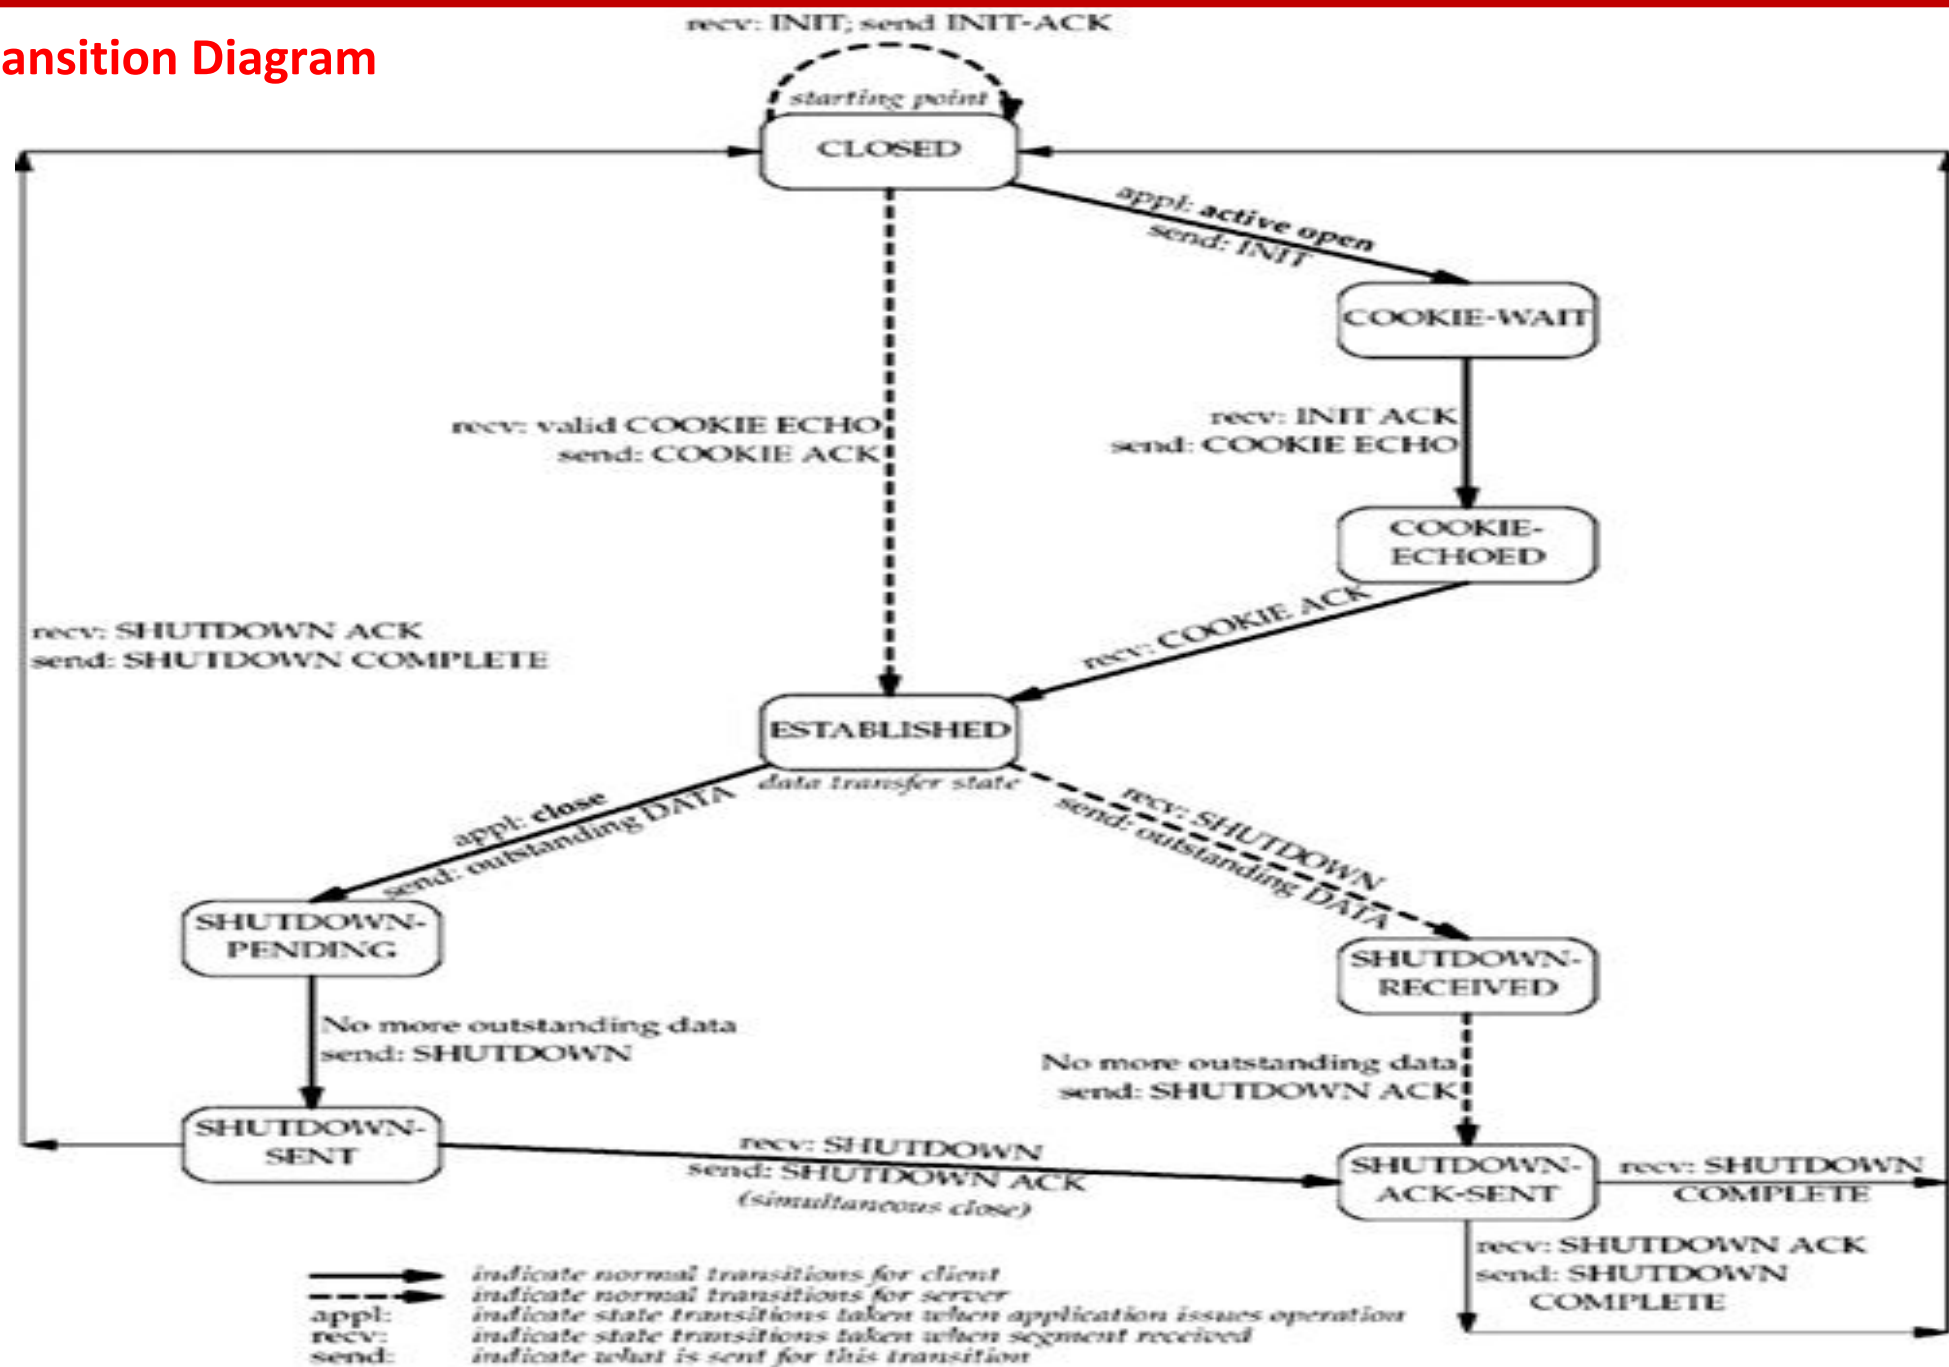 recv: INIT; send INIT-ACK
ansition Diagram
starting point
CLOSED
appl: active open
send: INIT
COOKIE-WAIT
recv: valid COOKIE ECHO
send: COOKIE ACK
recv: INIT ACK
send: COOKIE ECHO
COOKIE-
ECHOED
recv: COOKIE ACK
recv: SHUTDOWN ACK
send: SHUTDOWN COMPLETE
ESTABLISHED
data transfer state
appl: close
send: outstanding DATA
recv: SHUTDOWN
send: outstanding DATA
SHUTDOWN-
PENDING
SHUTDOWN-
RECEIVED
No more outstanding data
send: SHUTDOWN
No more outstanding data
send: SHUTDOWN ACK
SHUTDOWN-
SENT
recv: SHUTDOWN
send: SHUTDOWN ACK
(simultaneous close)
SHUTDOWN-
ACK-SENT
recv: SHUTDOWN
COMPLETE
recv: SHUTDOWN ACK
send: SHUTDOWN
COMPLETE
indicate normal transitions for client
indicate normal transitions for server
appl: indicate state transitions taken when application issues operation
recv: indicate state transitions taken when segment received
send: indicate what is sent for this transition